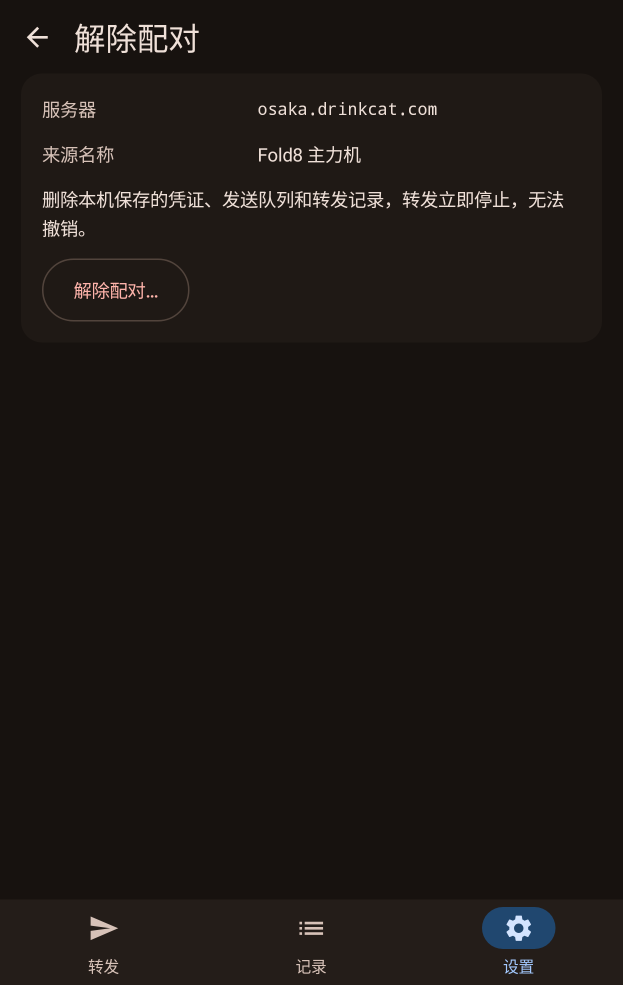 解除配对
服务器 osaka.drinkcat.com
来源名称 Fold8 主力机
删除本机保存的凭证、发送队列和转发记录，转发立即停止，无法
撤销。
解除配对…
转发 记录 设置